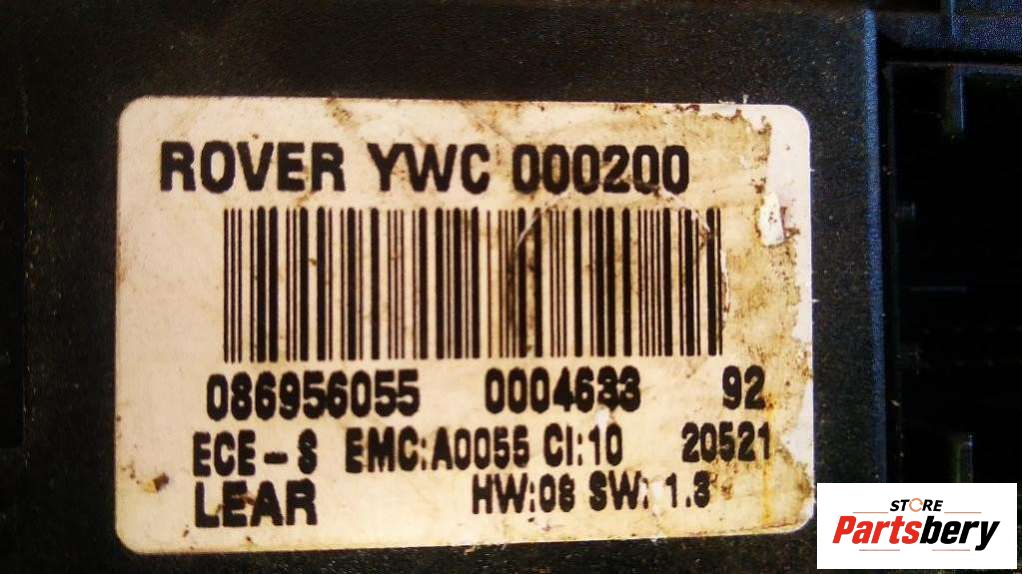 ROVER YWC 000200
086956055 0004633 92
ECE-S EMC:A0055 CI:10 20521
LEAR HW:08 SW: 1.3
STORE
Partsbery